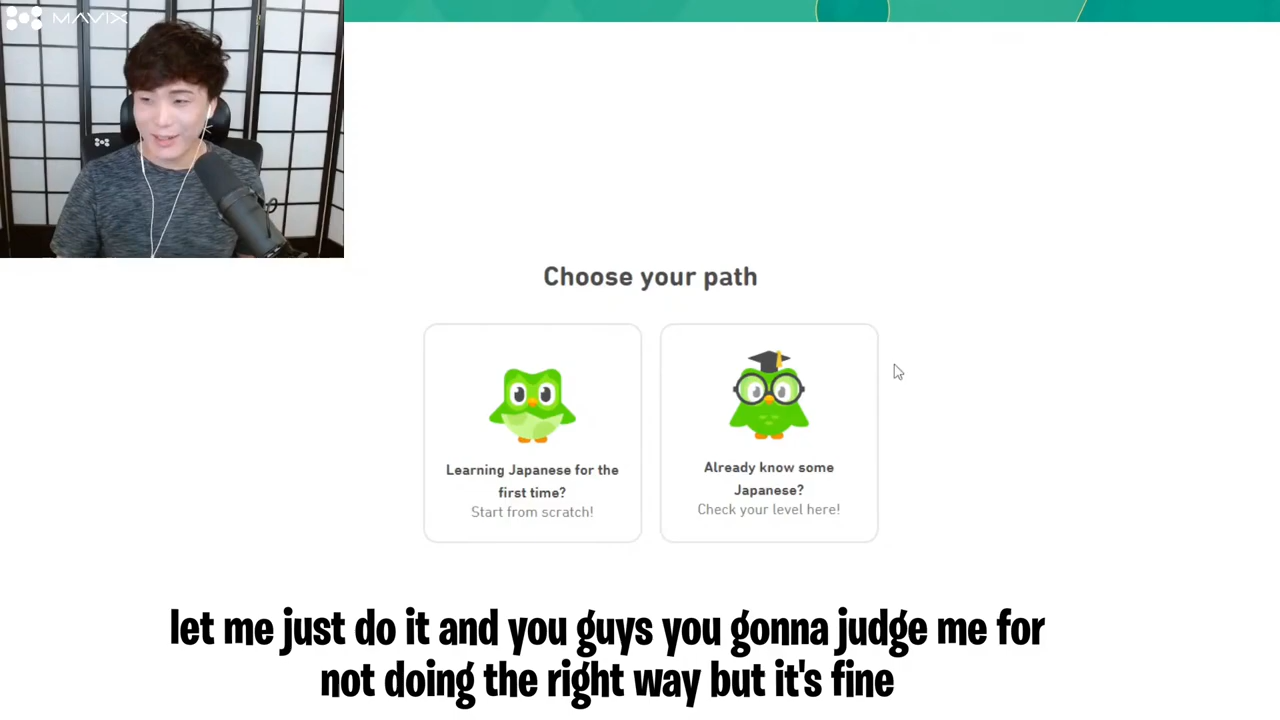 MAVIX
Choose your path
Learning Japanese for the
first time?
Start from scratch!
Already know some
Japanese?
Check your level here!
let me just do it and you guys you gonna judge me for
not doing the right way but it's fine